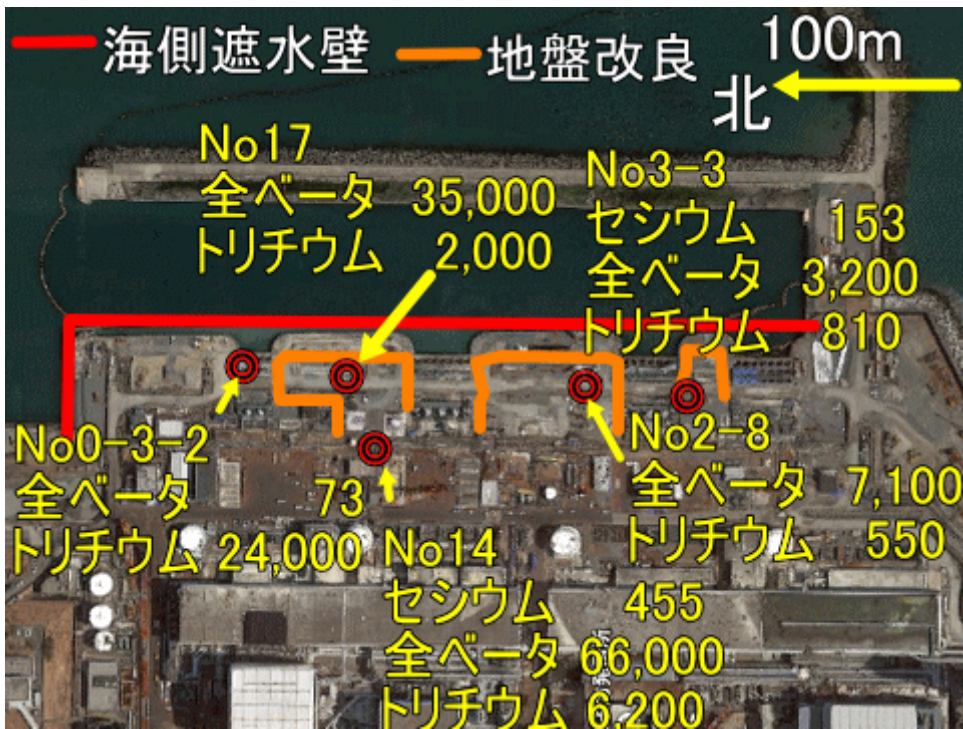 海側遮水壁
地盤改良
100m
北
No17
全ベータ 35,000
トリチウム 2,000
No3-3
セシウム 153
全ベータ 3,200
トリチウム 810
No0-3-2
全ベータ 73
トリチウム 24,000
No2-8
全ベータ 7,100
トリチウム 550
No14
セシウム 455
全ベータ 66,000
トリチウム 6,200